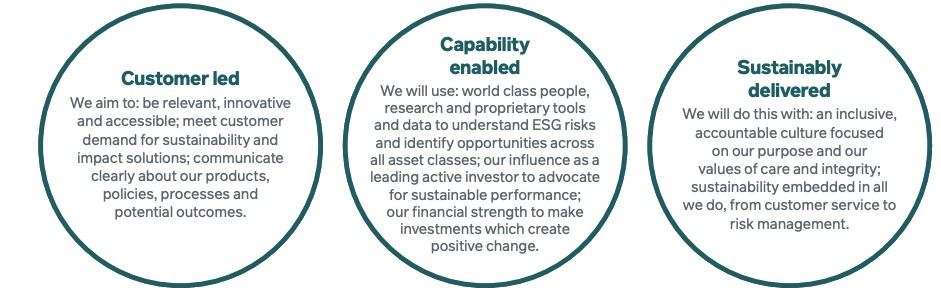 Customer led
We aim to: be relevant, innovative
and accessible; meet customer
demand for sustainability and
impact solutions; communicate
clearly about our products,
policies, processes and
potential outcomes.
Capability
enabled
We will use: world class people,
research and proprietary tools
and data to understand ESG risks
and identify opportunities across
all asset classes; our influence as a
leading active investor to advocate
for sustainable performance;
our financial strength to make
investments which create
positive change.
Sustainably
delivered
We will do this with: an inclusive,
accountable culture focused
on our purpose and our
values of care and integrity;
sustainability embedded in all
we do, from customer service to
risk management.